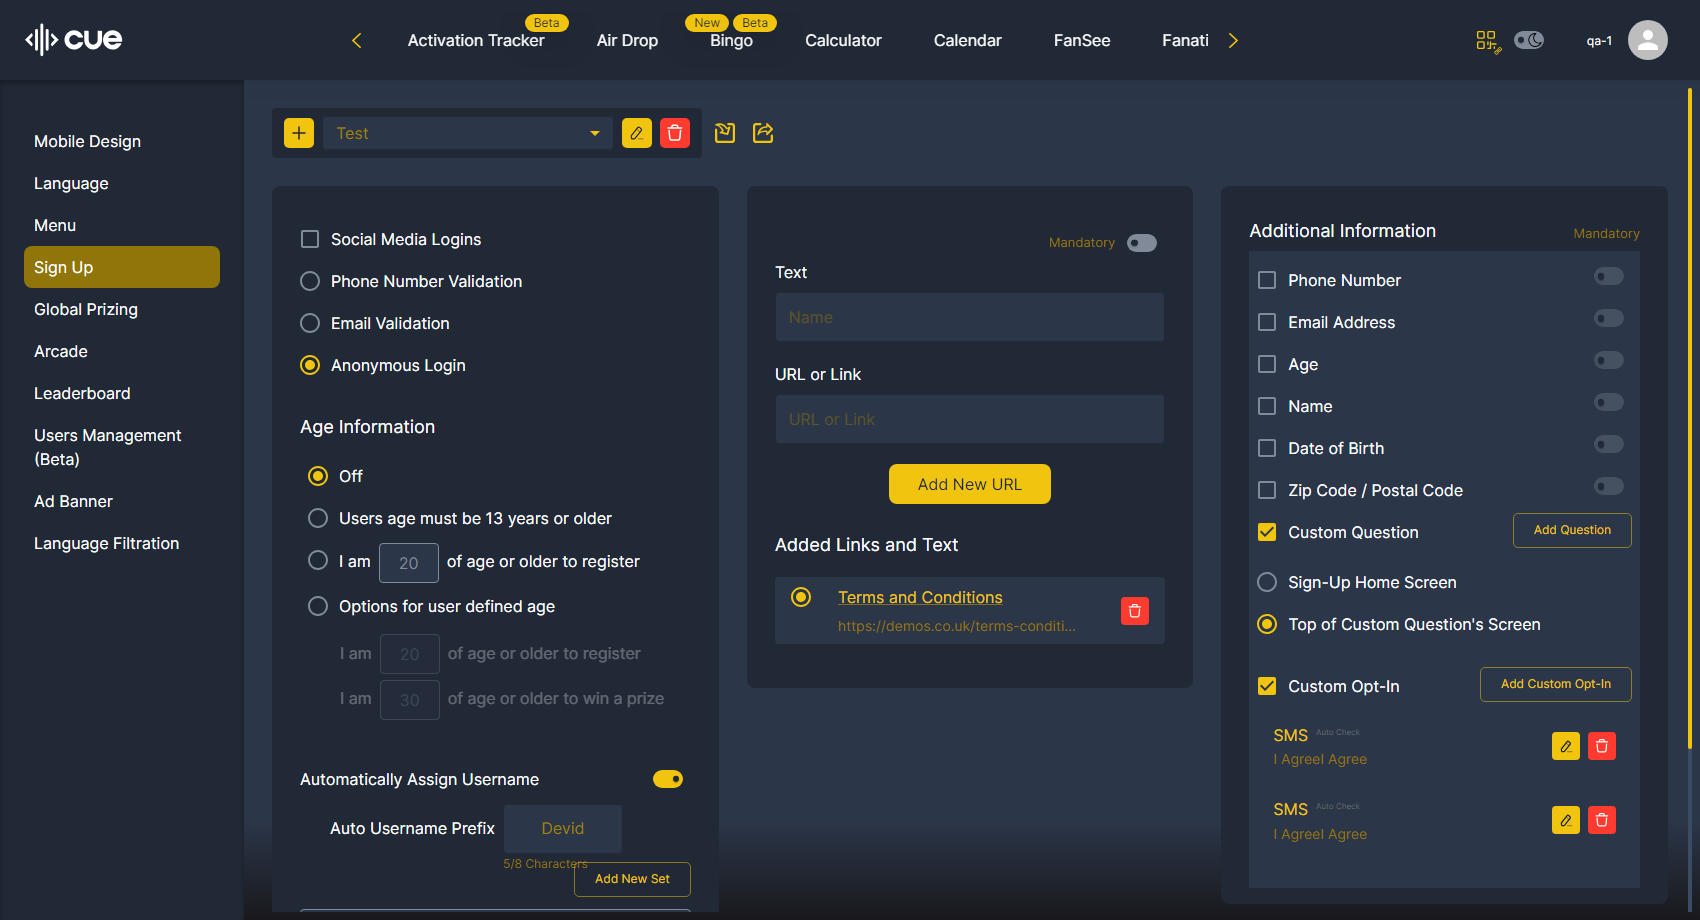 cue
Activation Tracker
Beta
Air Drop
New
Beta
Bingo
Calculator
Calendar
FanSee
Fanati
qa-1
Mobile Design
Language
Menu
Sign Up
Global Prizing
Arcade
Leaderboard
Users Management
(Beta)
Ad Banner
Language Filtration
Test
Social Media Logins
Phone Number Validation
Email Validation
Anonymous Login
Age Information
Off
Users age must be 13 years or older
I am 20 of age or older to register
Options for user defined age
I am 20 of age or older to register
I am 30 of age or older to win a prize
Automatically Assign Username
Auto Username Prefix Devid
5/8 Characters
Add New Set
Mandatory
Text
Name
URL or Link
URL or Link
Add New URL
Added Links and Text
Terms and Conditions
https://demos.co.uk/terms-conditi...
Additional Information
Mandatory
Phone Number
Email Address
Age
Name
Date of Birth
Zip Code / Postal Code
Custom Question
Add Question
Sign-Up Home Screen
Top of Custom Question's Screen
Custom Opt-In
Add Custom Opt-In
SMS Auto Check
I AgreeI Agree
SMS Auto Check
I AgreeI Agree